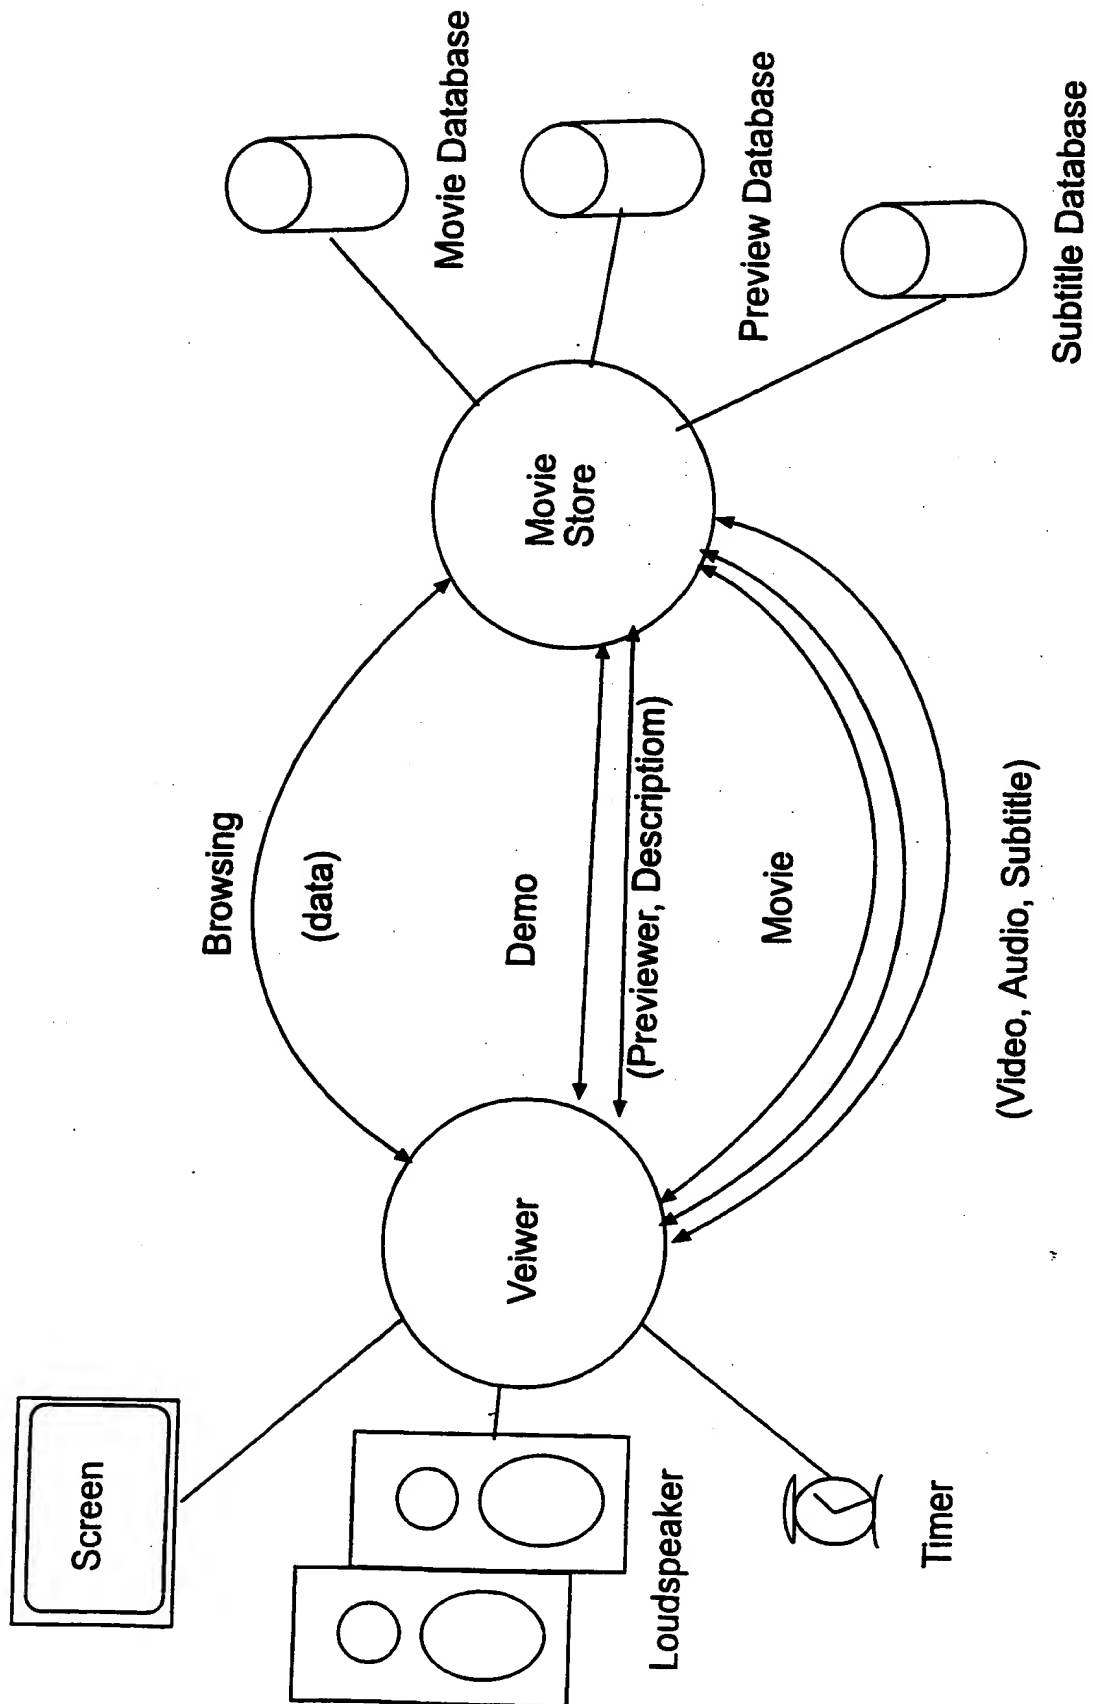 Screen
Loudspeaker
Timer
Veiwer
Browsing
(data)
Demo
(Previewer, Descriptiom)
Movie
(Video, Audio, Subtitle)
Movie
Store
Movie Database
Preview Database
Subtitle Database